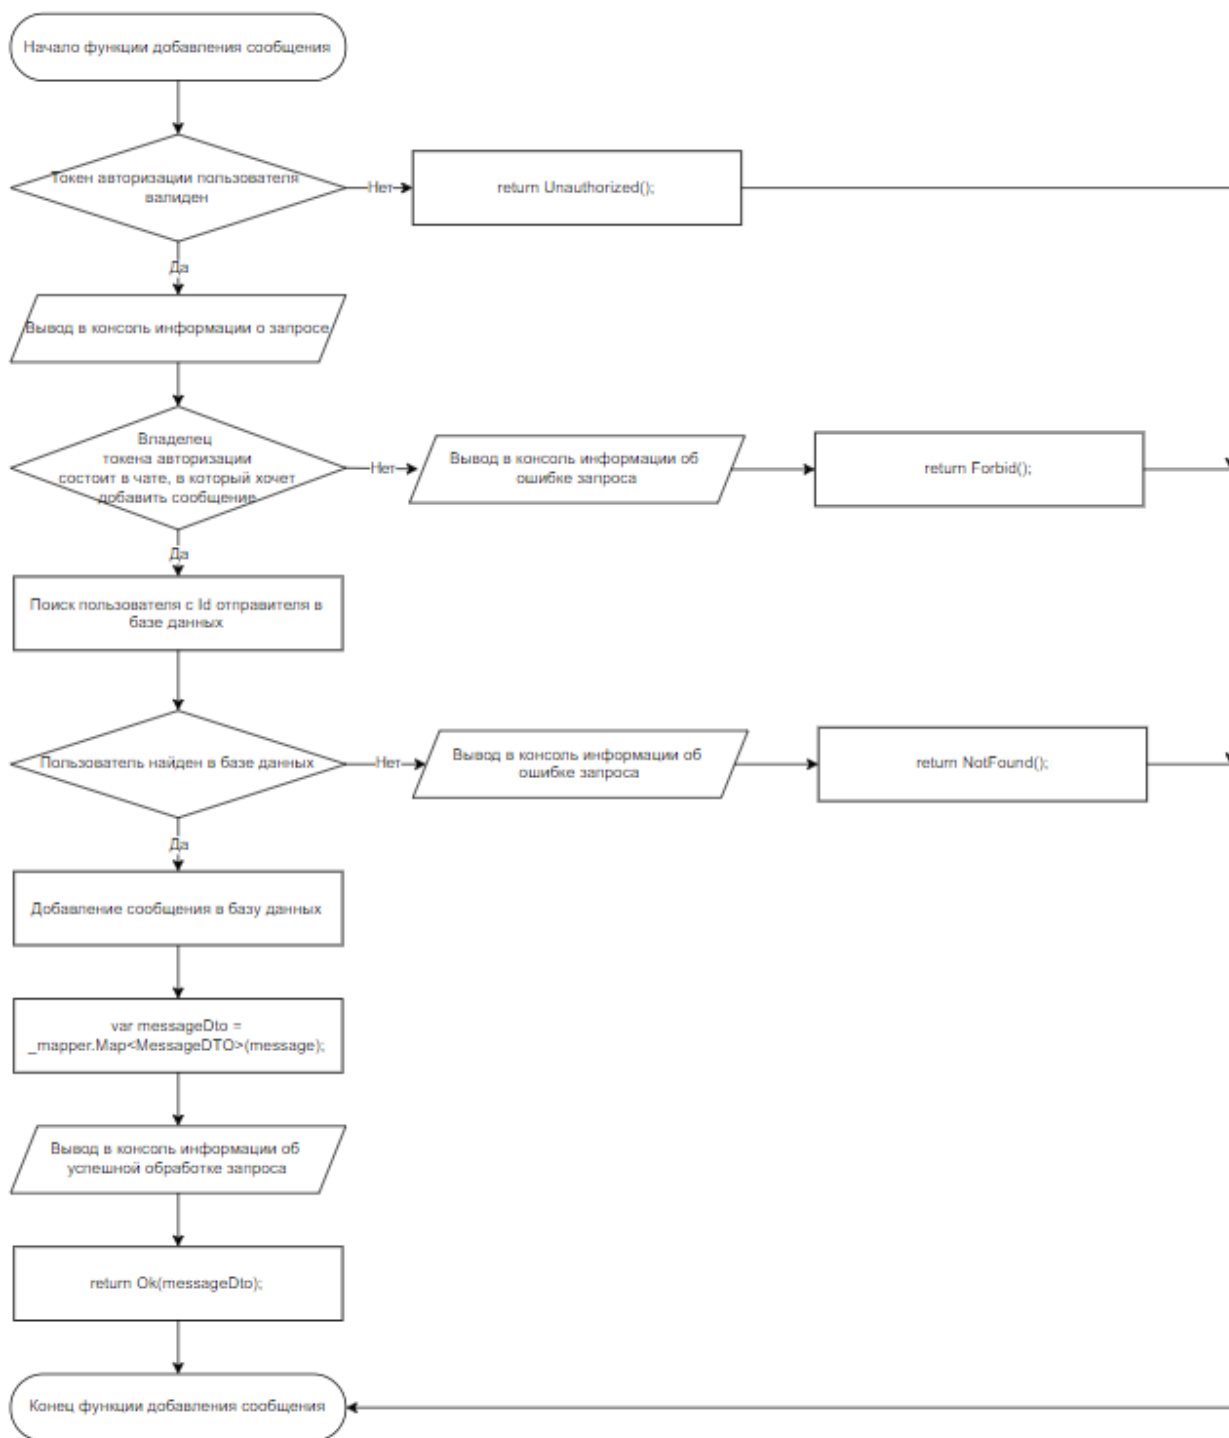 Начало функции добавления сообщения
Токен авторизации пользователя
валиден
Нет
return Unauthorized();
Да
Вывод в консоль информации о запросе
Владелец
токена авторизации
состоит в чате, в который хочет
добавить сообщение
Нет
Вывод в консоль информации об
ошибке запроса
return Forbid();
Да
Поиск пользователя с Id отправителя в
базе данных
Пользователь найден в базе данных
Нет
Вывод в консоль информации об
ошибке запроса
return NotFound();
Да
Добавление сообщения в базу данных
var messageDto =
_mapper.Map<MessageDTO>(message);
Вывод в консоль информации об
успешной обработке запроса
return Ok(messageDto);
Конец функции добавления сообщения